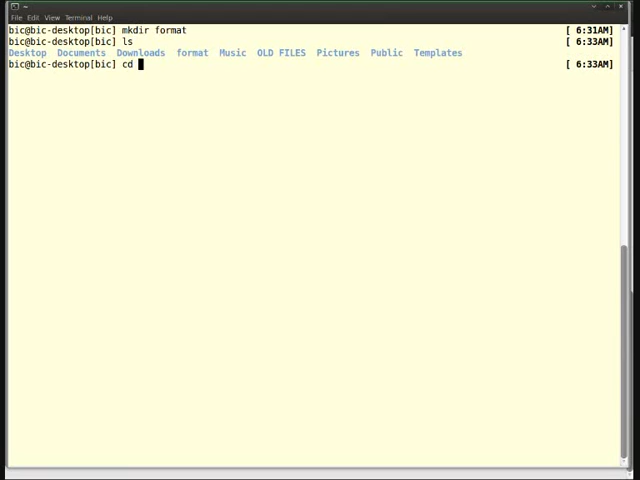 ~
File Edit View Terminal Help
bic@bic-desktop[bic] mkdir format [ 6:31AM]
bic@bic-desktop[bic] ls [ 6:33AM]
Desktop Documents Downloads format Music OLD FILES Pictures Public Templates
bic@bic-desktop[bic] cd [ 6:33AM]